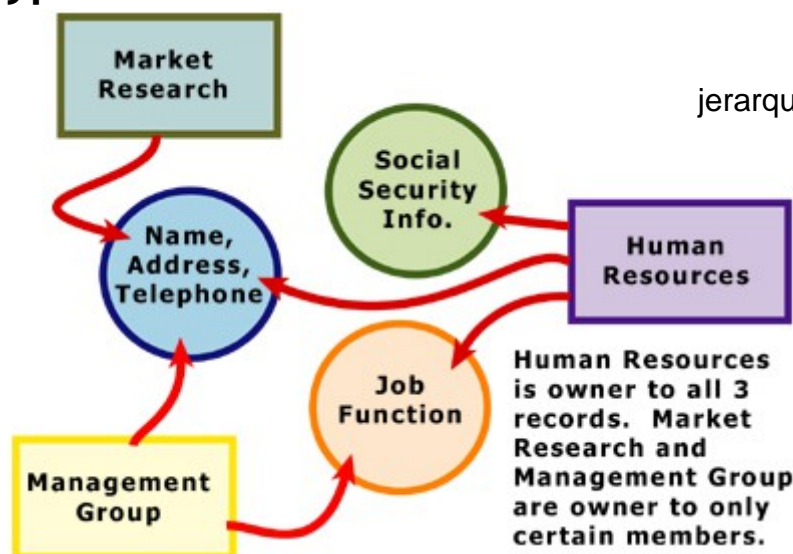 Market
Research
jerarqu
Social
Security
Info.
Name,
Address,
Telephone
Human
Resources
Job
Function
Human Resources
is owner to all 3
records. Market
Research and
Management Group
are owner to only
certain members.
Management
Group